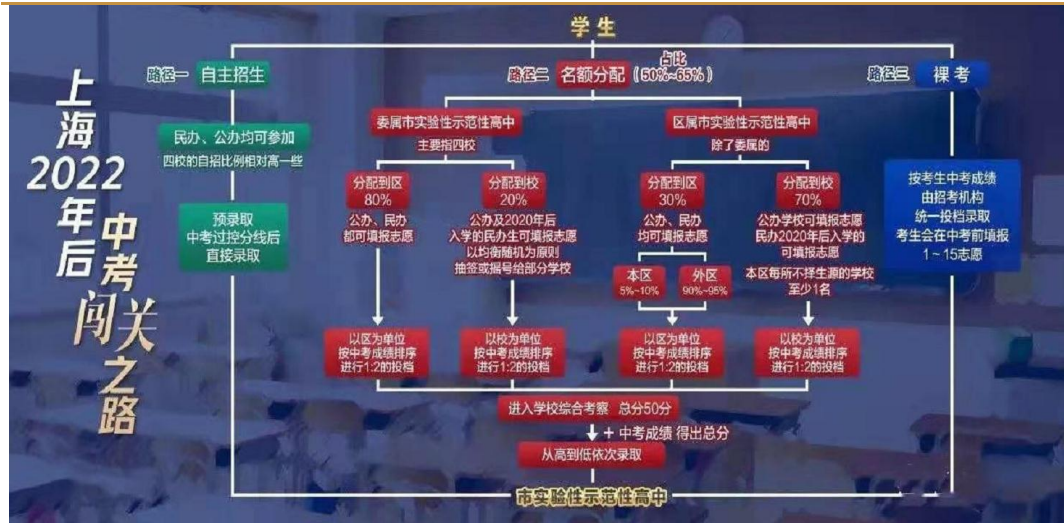 上海
2022
年后
中考
闯关
之路
学生
路径一 自主招生
民办、公办均可参加
四校的自招比例相对高一些
预录取
中考过控分线后
直接录取
路径二 名额分配
占比
(50%~65%)
委属市实验性示范性高中
主要指四校
分配到区
80%
公办、民办
都可填报志愿
以区为单位
按中考成绩排序
进行1:2的投档
分配到校
20%
公办及2020年后
入学的民办生可填报志愿
以均衡随机为原则
抽签或摇号给部分学校
以校为单位
按中考成绩排序
进行1:2的投档
区属市实验性示范性高中
除了委属的
分配到区
30%
公办、民办
均可填报志愿
本区
5%~10%
外区
90%~95%
以区为单位
按中考成绩排序
进行1:2的投档
分配到校
70%
公办学校可填报志愿
民办2020年后入学的
可填报志愿
本区每所不择生源的学校
至少1名
以校为单位
按中考成绩排序
进行1:2的投档
进入学校综合考察 总分50分
+ 中考成绩 得出总分
从高到低依次录取
路径三 裸考
按考生中考成绩
由招考机构
统一投档录取
考生会在中考前填报
1~15志愿
市实验性示范性高中